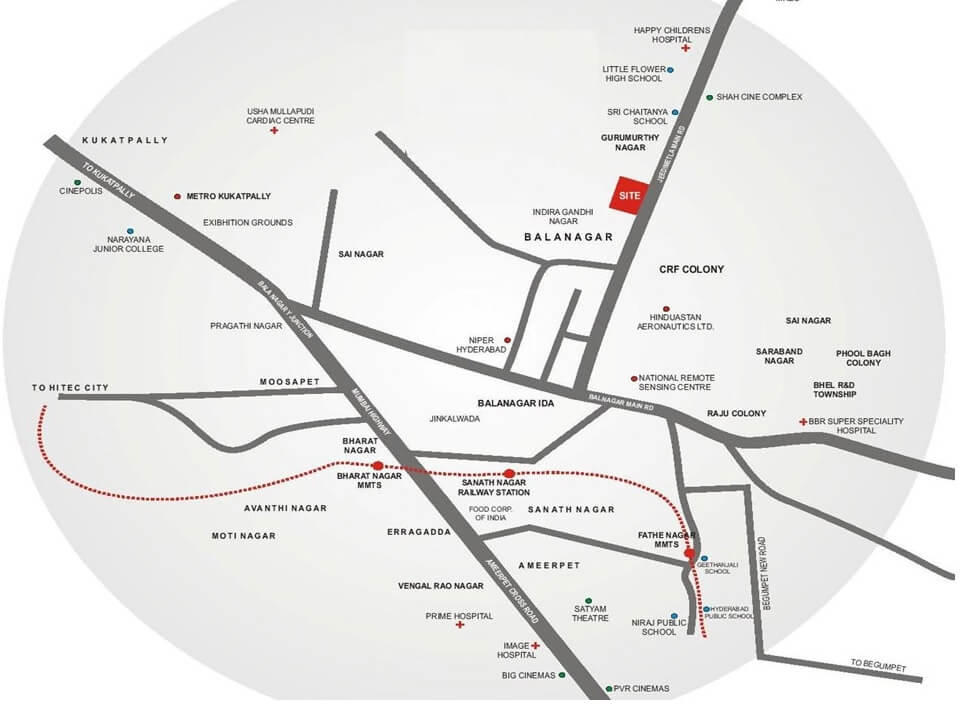 HAPPY CHILDRENS
HOSPITAL
LITTLE FLOWER
HIGH SCHOOL
SHAH CINE COMPLEX
USHA MULLAPUDI
CARDIAC CENTRE
SRI CHAITANYA
SCHOOL
KUKATPALLY
GURUMURTHY
NAGAR
JEEDIMETLA MAIN RD
TO KUKATPALLY
CINEPOLIS
METRO KUKATPALLY
SITE
EXIBHITION GROUNDS
INDIRA GANDHI
NAGAR
NARAYANA
JUNIOR COLLEGE
BALANAGAR
SAI NAGAR
CRF COLONY
BALA NAGAR Y JUNCTION
PRAGATHI NAGAR
HINDUASTAN
AERONAUTICS LTD.
SAI NAGAR
NIPER
HYDERABAD
SARABAND
NAGAR
PHOOL BAGH
COLONY
TO HITEC CITY
MOOSAPET
NATIONAL REMOTE
SENSING CENTRE
BHEL R&D
TOWNSHIP
MUMBAI HIGHWAY
BALANAGAR IDA
BALNAGAR MAIN RD
JINKALWADA
RAJU COLONY
BBR SUPER SPECIALITY
HOSPITAL
BHARAT
NAGAR
BHARAT NAGAR
MMTS
SANATH NAGAR
RAILWAY STATION
AVANTHI NAGAR
FOOD CORP.
OF INDIA
SANATH NAGAR
MOTI NAGAR
ERRAGADDA
FATHE NAGAR
MMTS
AMEERPET
GEETHANJALI
SCHOOL
BEGUMPET NEW ROAD
VENGAL RAO NAGAR
AMEERPET CROSS ROAD
PRIME HOSPITAL
SATYAM
THEATRE
NIRAJ PUBLIC
SCHOOL
HYDERABAD
PUBLIC SCHOOL
IMAGE
HOSPITAL
TO BEGUMPET
BIG CINEMAS
PVR CINEMAS